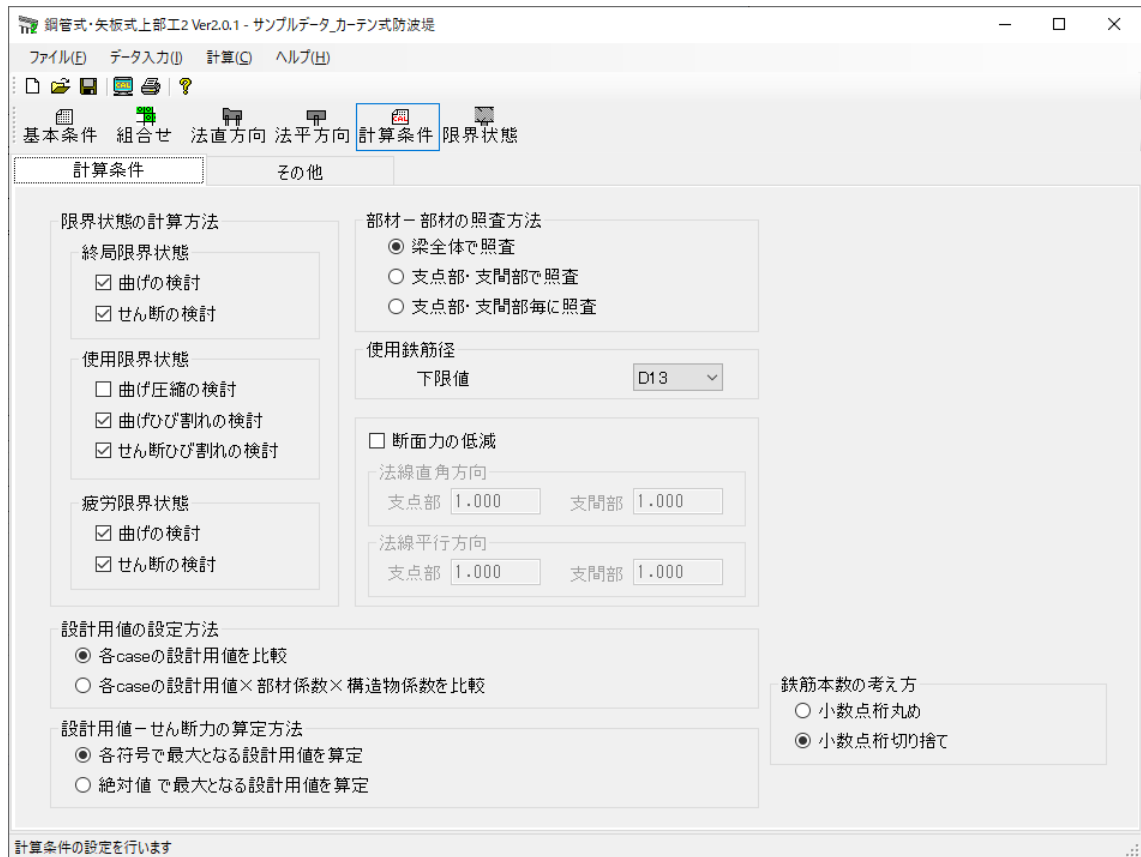 鋼管式・矢板式上部工2 Ver2.0.1 - サンプルデータ_カーテン式防波堤
ファイル(F) データ入力(I) 計算(C) ヘルプ(H)
基本条件 組合せ 法直方向 法平方向 計算条件 限界状態
計算条件 その他
限界状態の計算方法
終局限界状態
曲げの検討
せん断の検討
使用限界状態
曲げ圧縮の検討
曲げひび割れの検討
せん断ひび割れの検討
疲労限界状態
曲げの検討
せん断の検討
部材－部材の照査方法
梁全体で照査
支点部・支間部で照査
支点部・支間部毎に照査
使用鉄筋径
下限値 D13
断面力の低減
法線直角方向
支点部 1.000 支間部 1.000
法線平行方向
支点部 1.000 支間部 1.000
設計用値の設定方法
各caseの設計用値を比較
各caseの設計用値×部材係数×構造物係数を比較
設計用値－せん断力の算定方法
各符号で最大となる設計用値を算定
絶対値 で最大となる設計用値を算定
鉄筋本数の考え方
小数点桁丸め
小数点桁切り捨て
計算条件の設定を行います